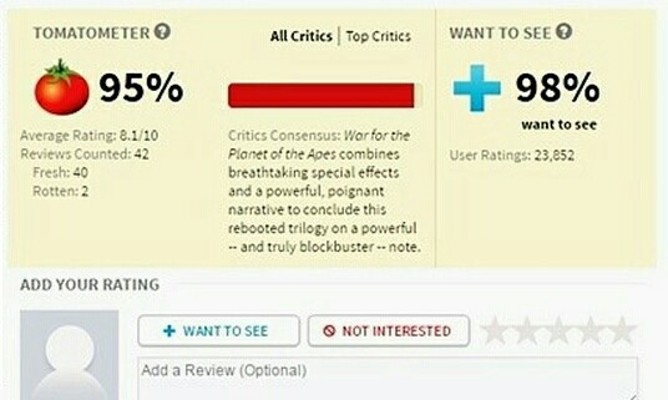 TOMATOMETER ?
All Critics | Top Critics
WANT TO SEE ?
95%
98%
want to see
Average Rating: 8.1/10
Reviews Counted: 42
Fresh: 40
Rotten: 2
Critics Consensus: War for the
Planet of the Apes combines
breathtaking special effects
and a powerful, poignant
narrative to conclude this
rebooted trilogy on a powerful
-- and truly blockbuster -- note.
User Ratings: 23,852
ADD YOUR RATING
WANT TO SEE
NOT INTERESTED
Add a Review (Optional)